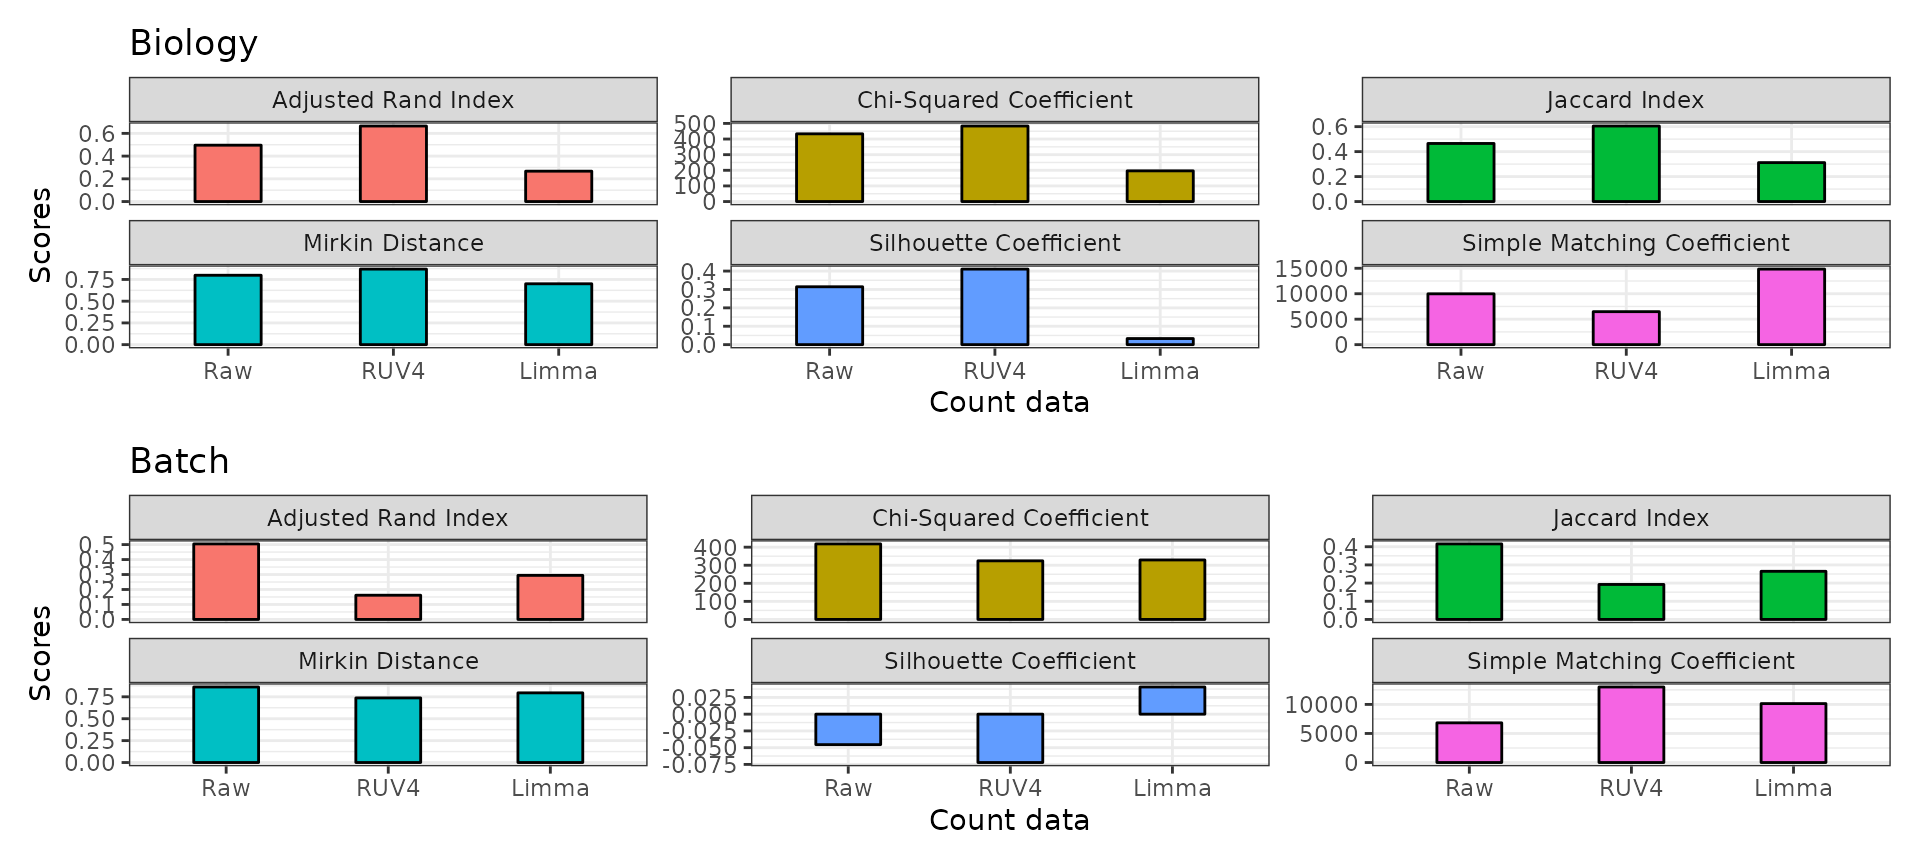 Biology
Adjusted Rand Index
Chi-Squared Coefficient
Jaccard Index
0.6
0.4
0.2
0.0
500
400
300
200
100
0
0.6
0.4
0.2
0.0
Scores
Mirkin Distance
Silhouette Coefficient
Simple Matching Coefficient
0.75
0.50
0.25
0.00
0.4
0.3
0.2
0.1
0.0
15000
10000
5000
0
Raw RUV4 Limma
Raw RUV4 Limma
Raw RUV4 Limma
Count data
Batch
Adjusted Rand Index
Chi-Squared Coefficient
Jaccard Index
0.5
0.4
0.3
0.2
0.1
0.0
400
300
200
100
0
0.4
0.3
0.2
0.1
0.0
Scores
Mirkin Distance
Silhouette Coefficient
Simple Matching Coefficient
0.75
0.50
0.25
0.00
0.025
0.000
-0.025
-0.050
-0.075
10000
5000
0
Raw RUV4 Limma
Raw RUV4 Limma
Raw RUV4 Limma
Count data